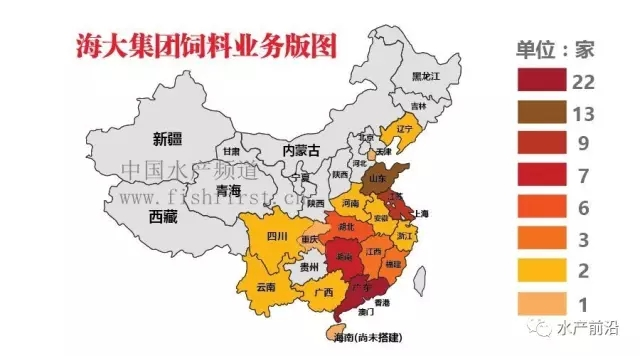 海大集团饲料业务版图
单位：家
22
13
9
7
6
3
2
1
黑龙江
吉林
辽宁
新疆
甘肃
内蒙古
北京
天津
河北
山东
宁夏
陕西
陕西
青海
西藏
河南
江苏
安徽
上海
四川
重庆
湖北
浙江
湖南
江西
福建
贵州
云南
广西
广东
香港
澳门
海南(尚未搭建)
中国水产频道
www.fishfirst.cn
水产前沿